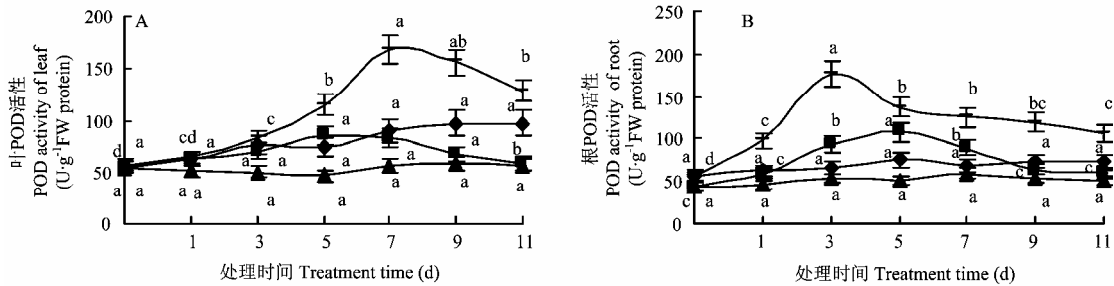 A
叶·POD活性
POD activity of leaf
(U·g⁻¹FW protein)
200
150
100
50
0
a
ab
b
b
a
a
c
a
cd
a
a
d
a
a
a
a
b
a
a
a
a
a
a
a
a
1
3
5
7
9
11
处理时间 Treatment time (d)
B
根POD活性
POD activity of root
(U·g⁻¹FW protein)
250
200
150
100
50
0
a
b
b
bc
c
c
b
a
b
a
d
a
c
a
a
a
c
c
c
a
a
a
a
a
a
a
1
3
5
7
9
11
处理时间 Treatment time (d)